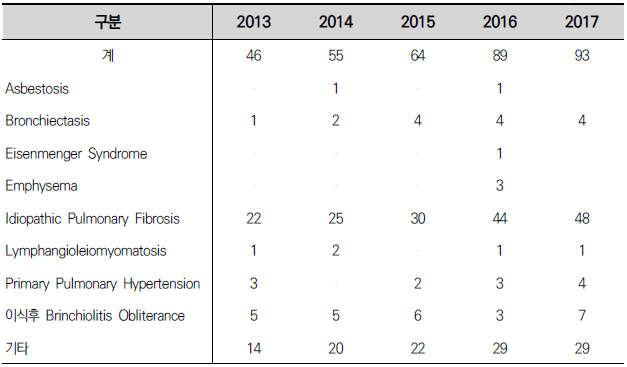 구분 2013 2014 2015 2016 2017
계 46 55 64 89 93
Asbestosis · 1 · 1
Bronchiectasis 1 2 4 4 4
Eisenmenger Syndrome · · · 1
Emphysema · · · 3
Idiopathic Pulmonary Fibrosis 22 25 30 44 48
Lymphangioleiomyomatosis 1 2 · 1 1
Primary Pulmonary Hypertension 3 · 2 3 4
이식후 Brinchiolitis Obliterance 5 5 6 3 7
기타 14 20 22 29 29